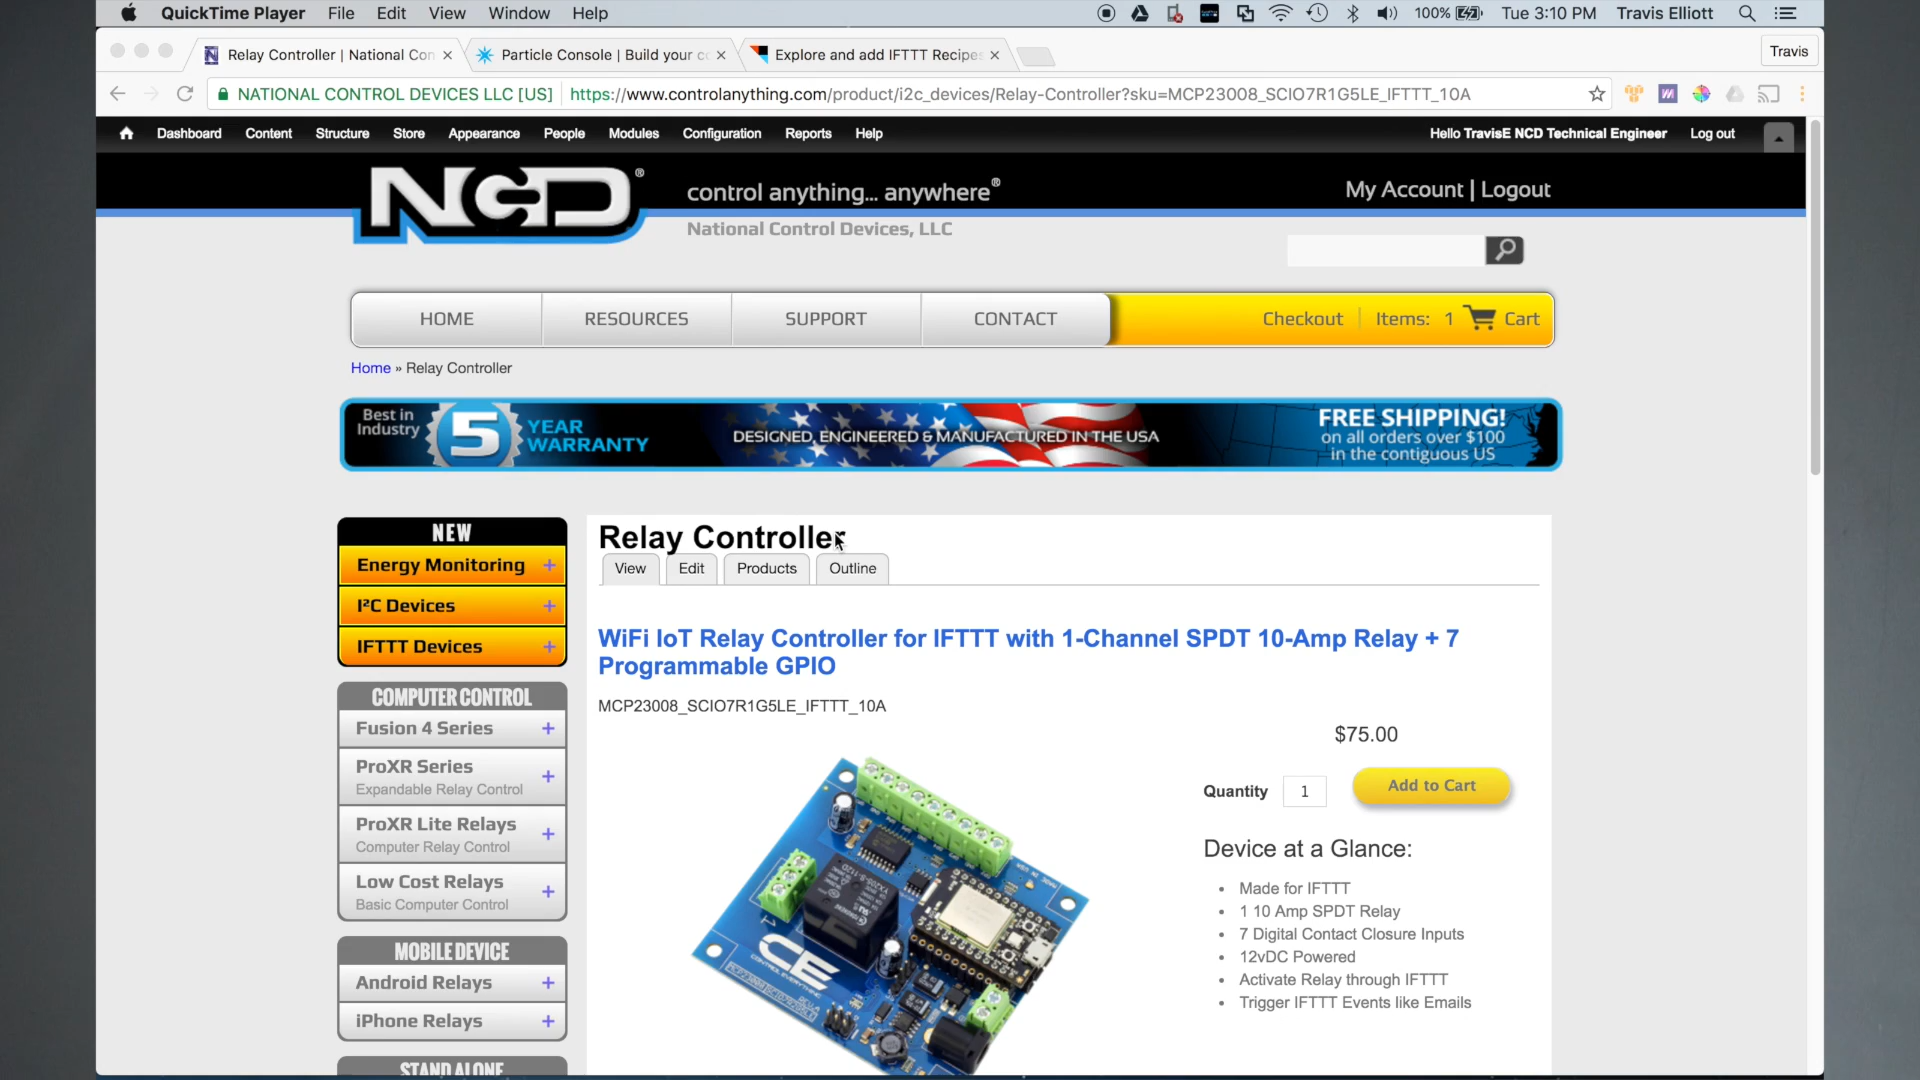 QuickTime Player File Edit View Window Help 100% Tue 3:10 PM Travis Elliott
Relay Controller | National Con Particle Console | Build your co Explore and add IFTTT Recipes Travis
NATIONAL CONTROL DEVICES LLC [US] https://www.controlanything.com/product/i2c_devices/Relay-Controller?sku=MCP23008_SCIO7R1G5LE_IFTTT_10A
Dashboard Content Structure Store Appearance People Modules Configuration Reports Help Hello TravisE NCD Technical Engineer Log out
NCD® control anything... anywhere® My Account | Logout
National Control Devices, LLC
HOME RESOURCES SUPPORT CONTACT Checkout Items: 1 Cart
Home » Relay Controller
Best in Industry 5 YEAR WARRANTY
DESIGNED, ENGINEERED & MANUFACTURED IN THE USA
FREE SHIPPING!
on all orders over $100
in the contiguous US
NEW
Energy Monitoring +
I²C Devices +
IFTTT Devices +
COMPUTER CONTROL
Fusion 4 Series +
ProXR Series +
Expandable Relay Control
ProXR Lite Relays +
Computer Relay Control
Low Cost Relays +
Basic Computer Control
MOBILE DEVICE
Android Relays +
iPhone Relays +
STAND ALONE
Relay Controller
View Edit Products Outline
WiFi IoT Relay Controller for IFTTT with 1-Channel SPDT 10-Amp Relay + 7
Programmable GPIO
MCP23008_SCIO7R1G5LE_IFTTT_10A
$75.00
Quantity 1 Add to Cart
Device at a Glance:
• Made for IFTTT
• 1 10 Amp SPDT Relay
• 7 Digital Contact Closure Inputs
• 12vDC Powered
• Activate Relay through IFTTT
• Trigger IFTTT Events like Emails
CE
CONTROL EVERYTHING